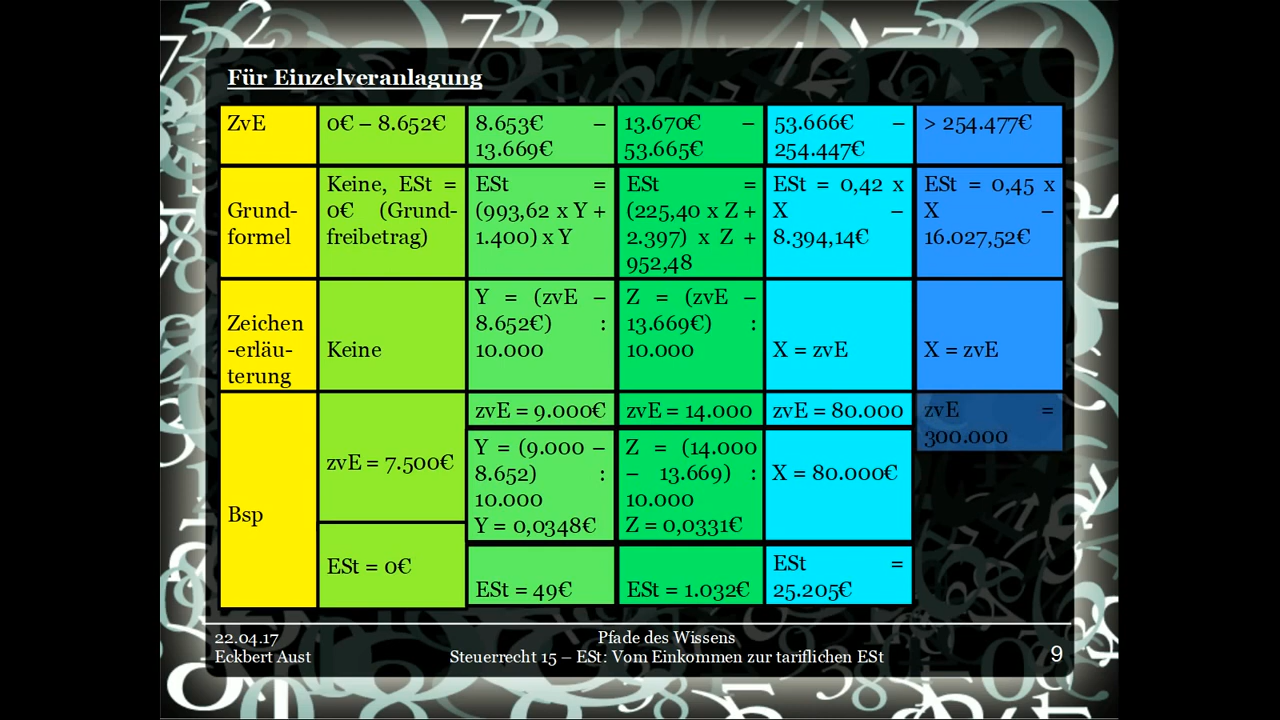 Für Einzelveranlagung
ZvE
0€ – 8.652€
8.653€ –
13.669€
13.670€ –
53.665€
53.666€ –
254.447€
> 254.477€
Grund-
formel
Keine, ESt =
0€ (Grund-
freibetrag)
ESt =
(993,62 x Y +
1.400) x Y
ESt =
(225,40 x Z +
2.397) x Z +
952,48
ESt = 0,42 x
X –
8.394,14€
ESt = 0,45 x
X –
16.027,52€
Zeichen
-erläu-
terung
Keine
Y = (zvE –
8.652€) :
10.000
Z = (zvE –
13.669€) :
10.000
X = zvE
X = zvE
Bsp
zvE = 7.500€
zvE = 9.000€
zvE = 14.000
zvE = 80.000
zvE =
300.000
Y = (9.000 –
8.652) :
10.000
Y = 0,0348€
Z = (14.000
– 13.669) :
10.000
Z = 0,0331€
X = 80.000€
ESt = 0€
ESt = 49€
ESt = 1.032€
ESt =
25.205€
22.04.17
Eckbert Aust
Pfade des Wissens
Steuerrecht 15 – ESt: Vom Einkommen zur tariflichen ESt
9